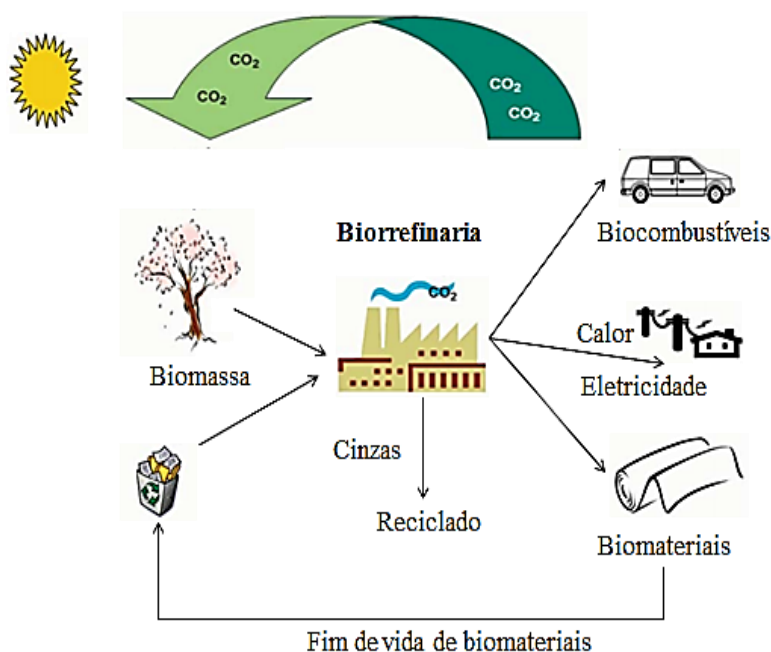 CO₂
CO₂
CO₂
CO₂
Biorrefinaria
Biocombustíveis
CO₂
Biomassa
Calor
Eletricidade
Cinzas
Reciclado
Biomateriais
Fim de vida de biomateriais